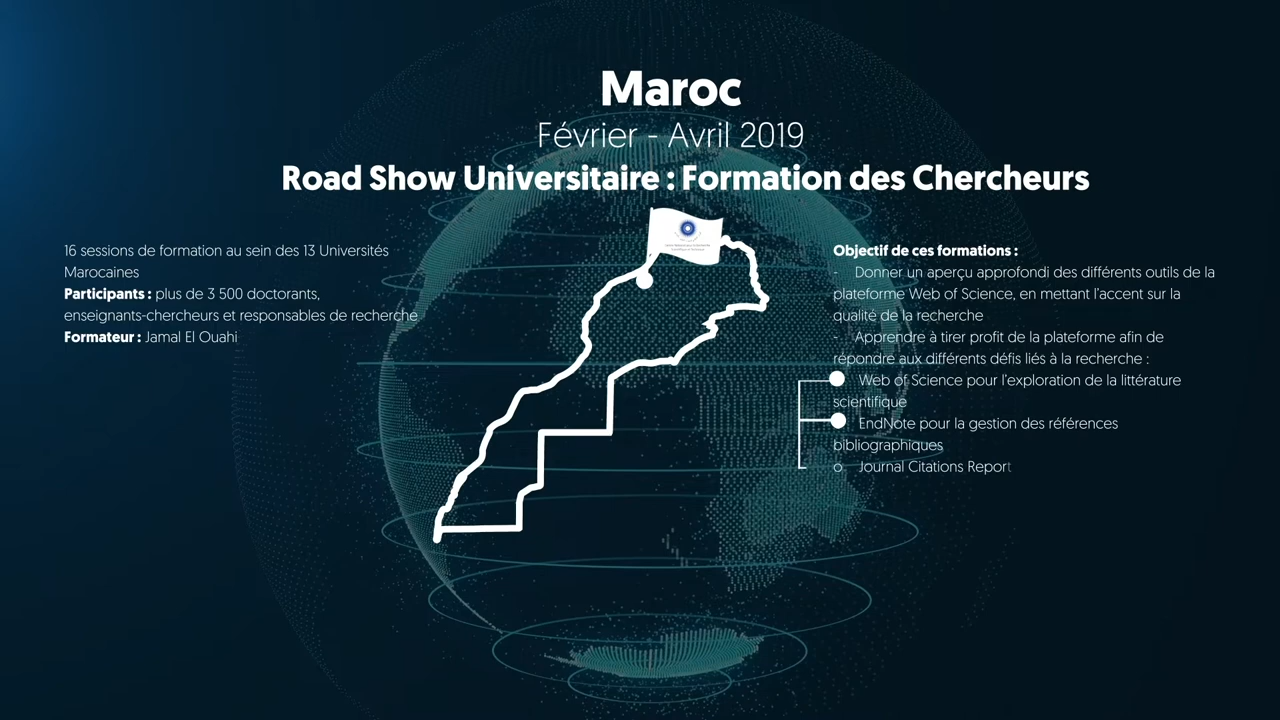 Maroc
Février - Avril 2019
Road Show Universitaire : Formation des Chercheurs
16 sessions de formation au sein des 13 Universités
Marocaines
Participants : plus de 3 500 doctorants,
enseignants-chercheurs et responsables de recherche
Formateur : Jamal El Ouahi
Objectif de ces formations :
- Donner un aperçu approfondi des différents outils de la
plateforme Web of Science, en mettant l'accent sur la
qualité de la recherche
- Apprendre à tirer profit de la plateforme afin de
répondre aux différents défis liés à la recherche :
Web of Science pour l'exploration de la littérature
scientifique
EndNote pour la gestion des références
bibliographiques
o Journal Citations Report